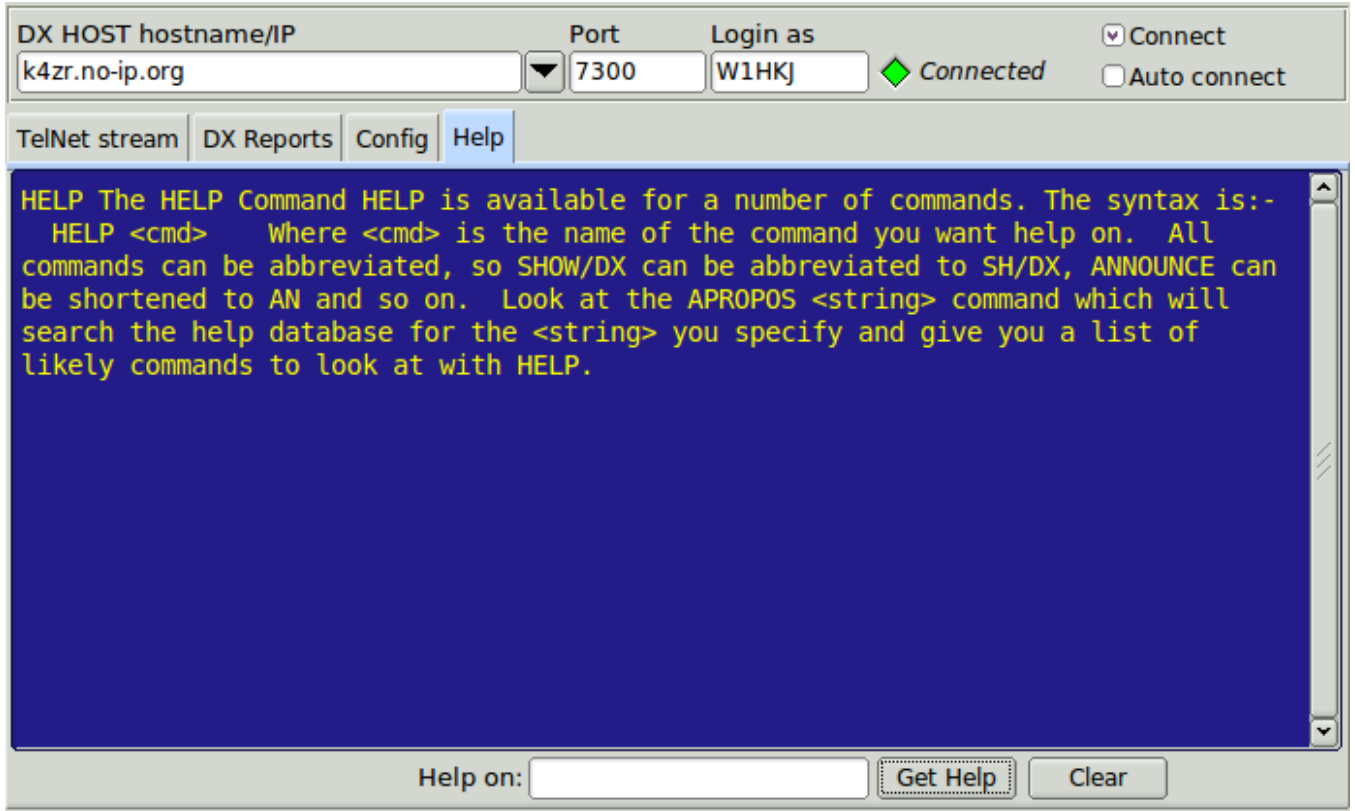 DX HOST hostname/IP Port Login as Connect
k4zr.no-ip.org 7300 W1HKJ Connected Auto connect
TelNet stream DX Reports Config Help
HELP The HELP Command HELP is available for a number of commands. The syntax is:-
HELP <cmd>    Where <cmd> is the name of the command you want help on.  All
commands can be abbreviated, so SHOW/DX can be abbreviated to SH/DX, ANNOUNCE can
be shortened to AN and so on.  Look at the APROPOS <string> command which will
search the help database for the <string> you specify and give you a list of
likely commands to look at with HELP.
Help on: Get Help Clear